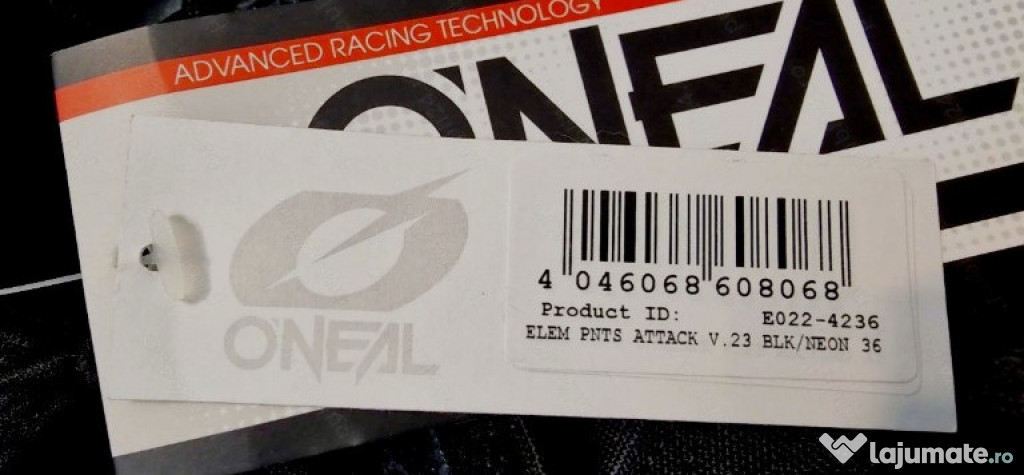 ADVANCED RACING TECHNOLOGY
O'NEAL
O'NEAL
4 046068 608068
Product ID: E022-4236
ELEM PNTS ATTACK V.23 BLK/NEON 36
lajumate.ro